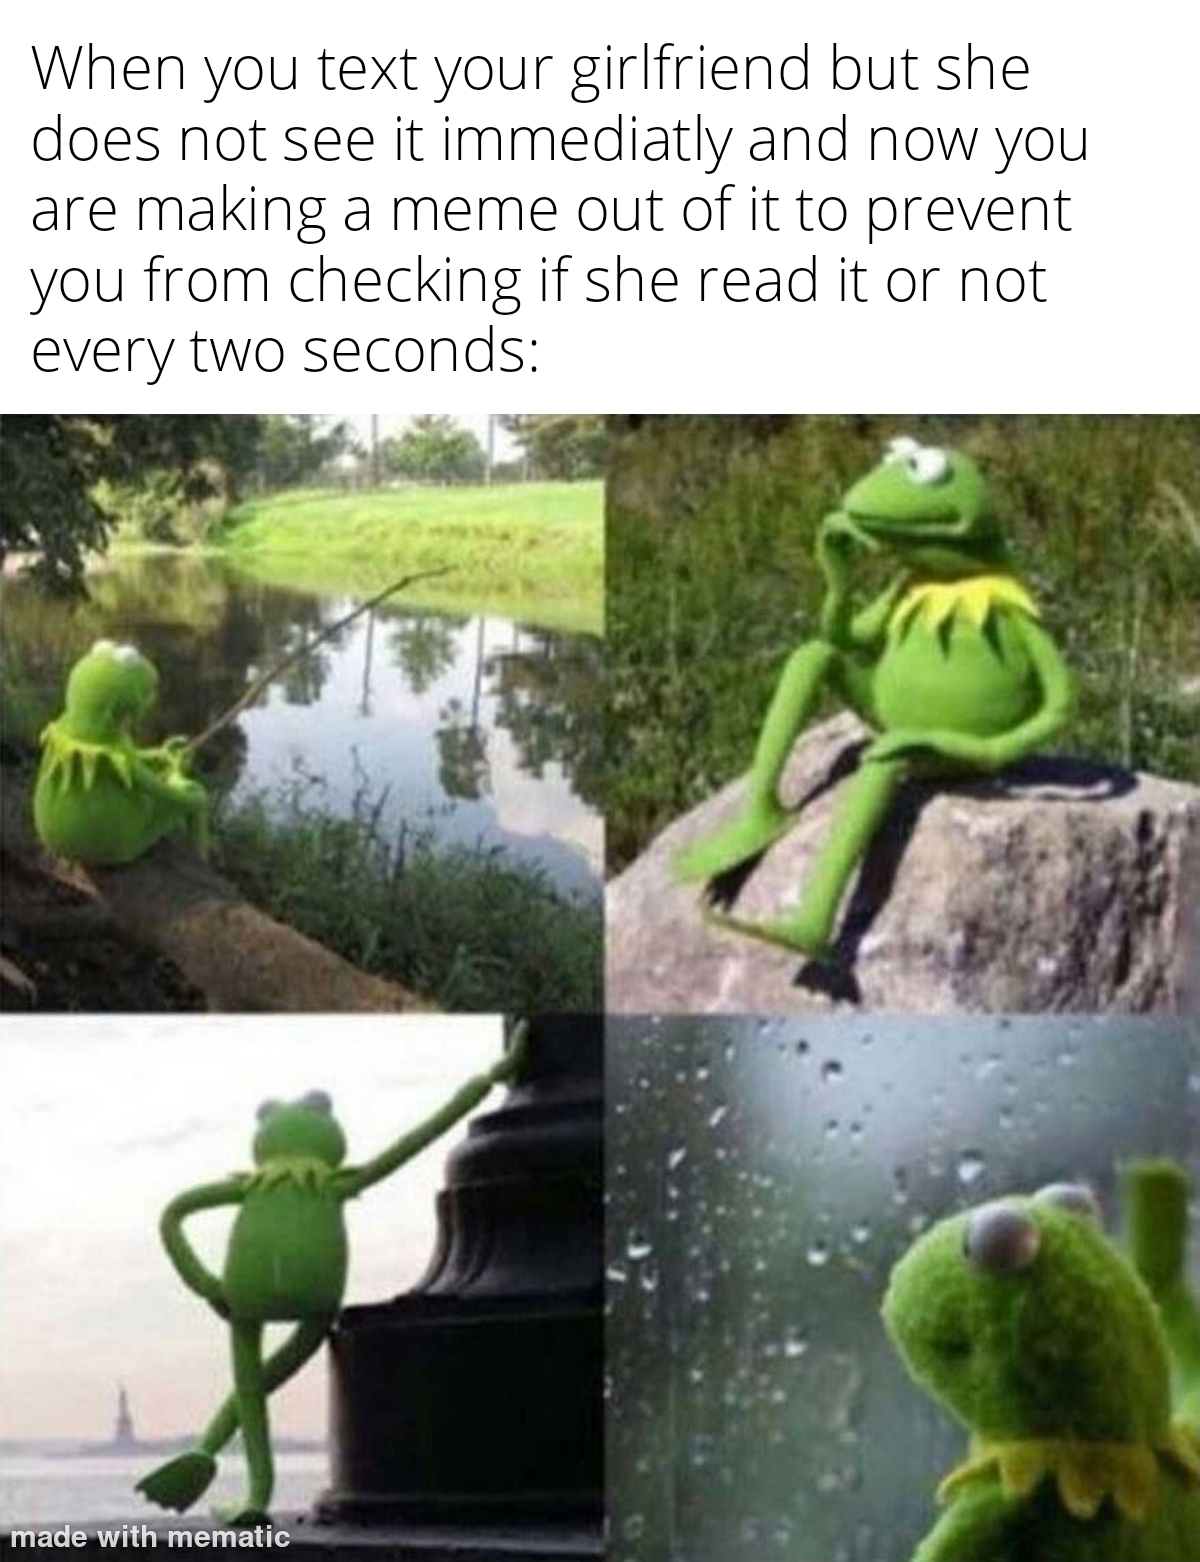 When you text your girlfriend but she
does not see it immediatly and now you
are making a meme out of it to prevent
you from checking if she read it or not
every two seconds:
made with mematic